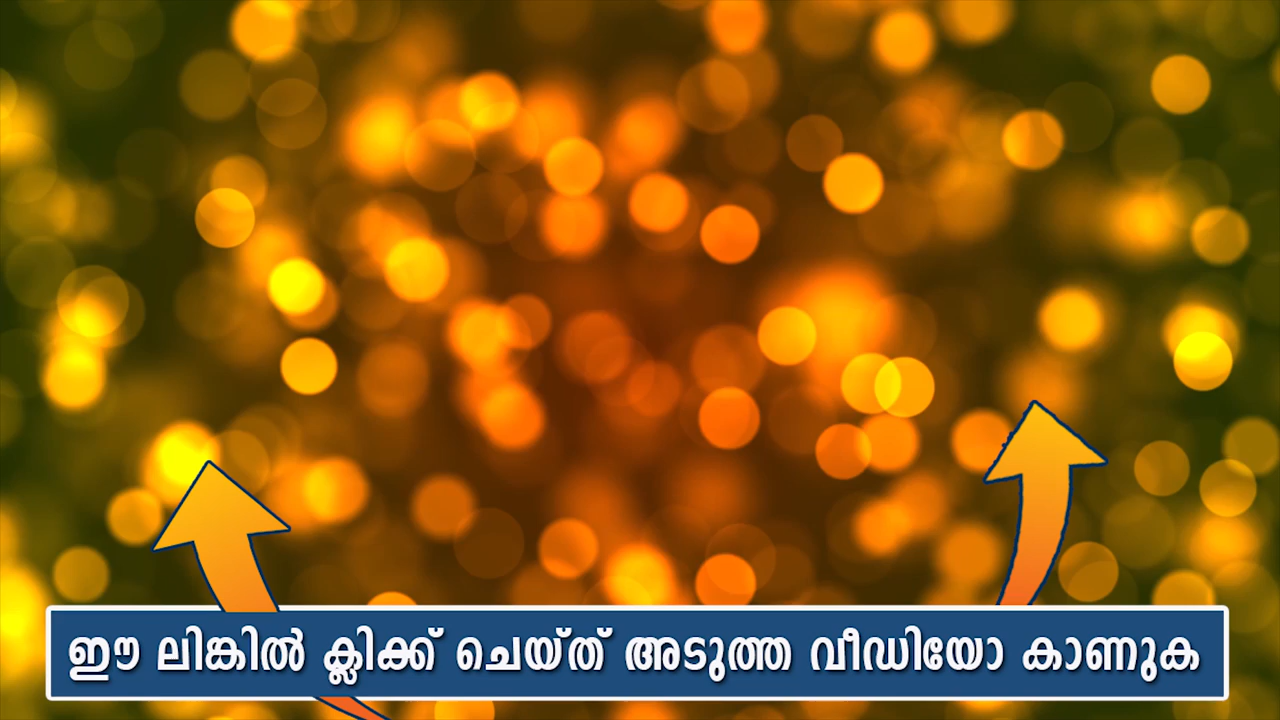 ഈ ലിങ്കിൽ ക്ലിക്ക് ചെയ്ത് അടുത്ത വീഡിയോ കാണുക